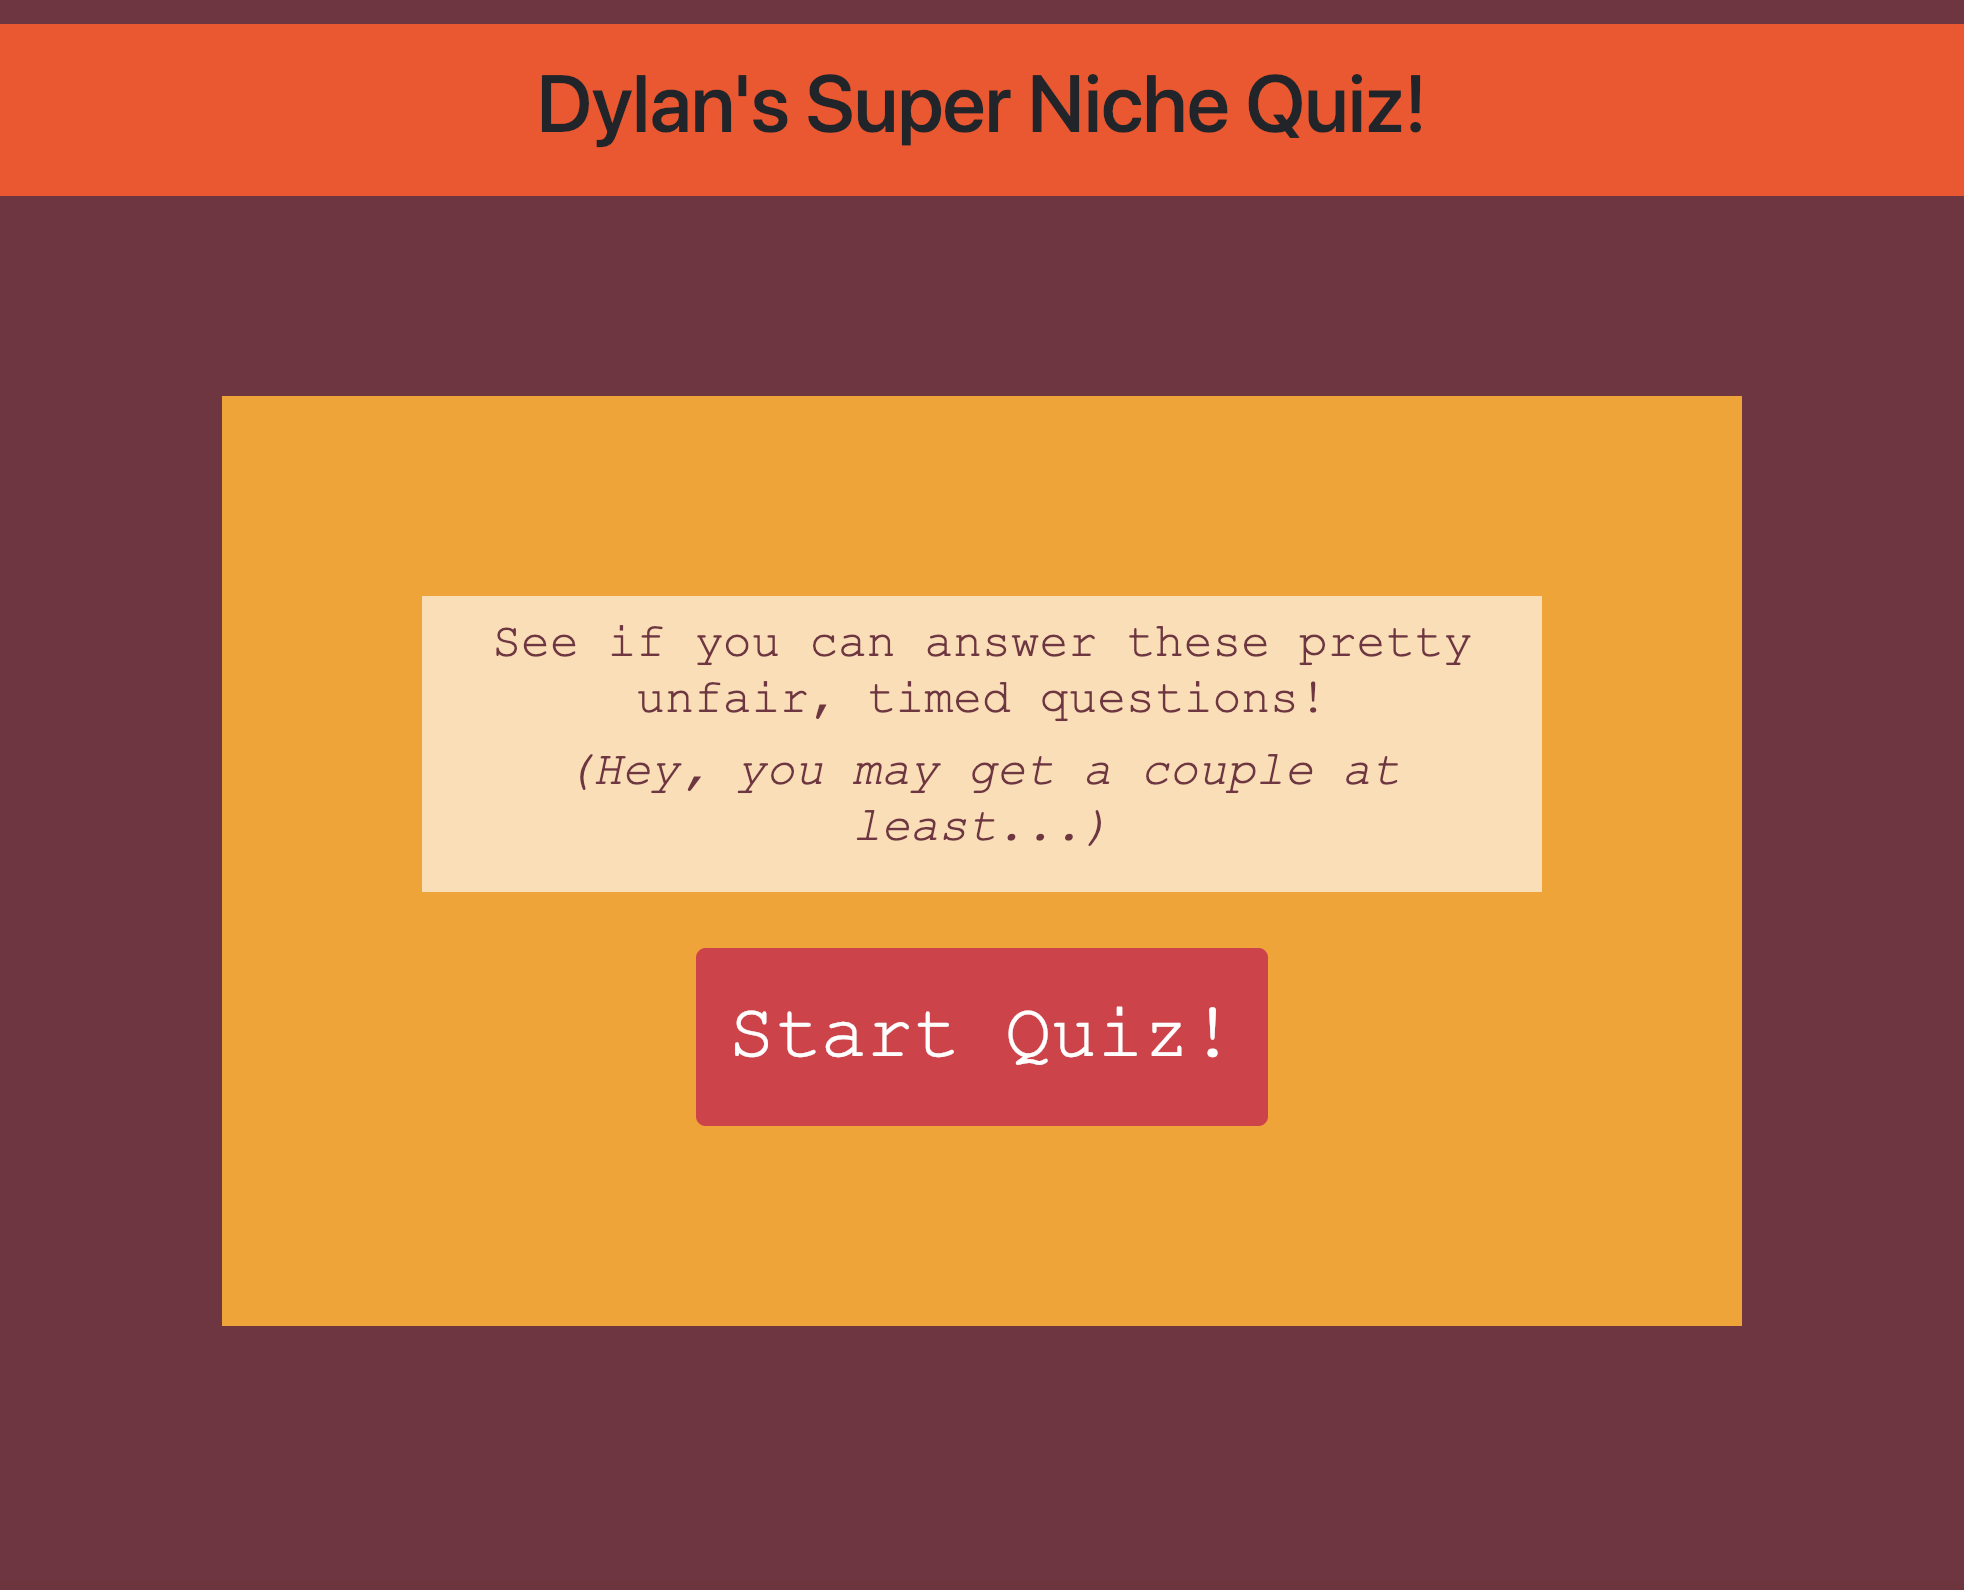 Dylan's Super Niche Quiz!
See if you can answer these pretty
unfair, timed questions!
(Hey, you may get a couple at
least...)
Start Quiz!